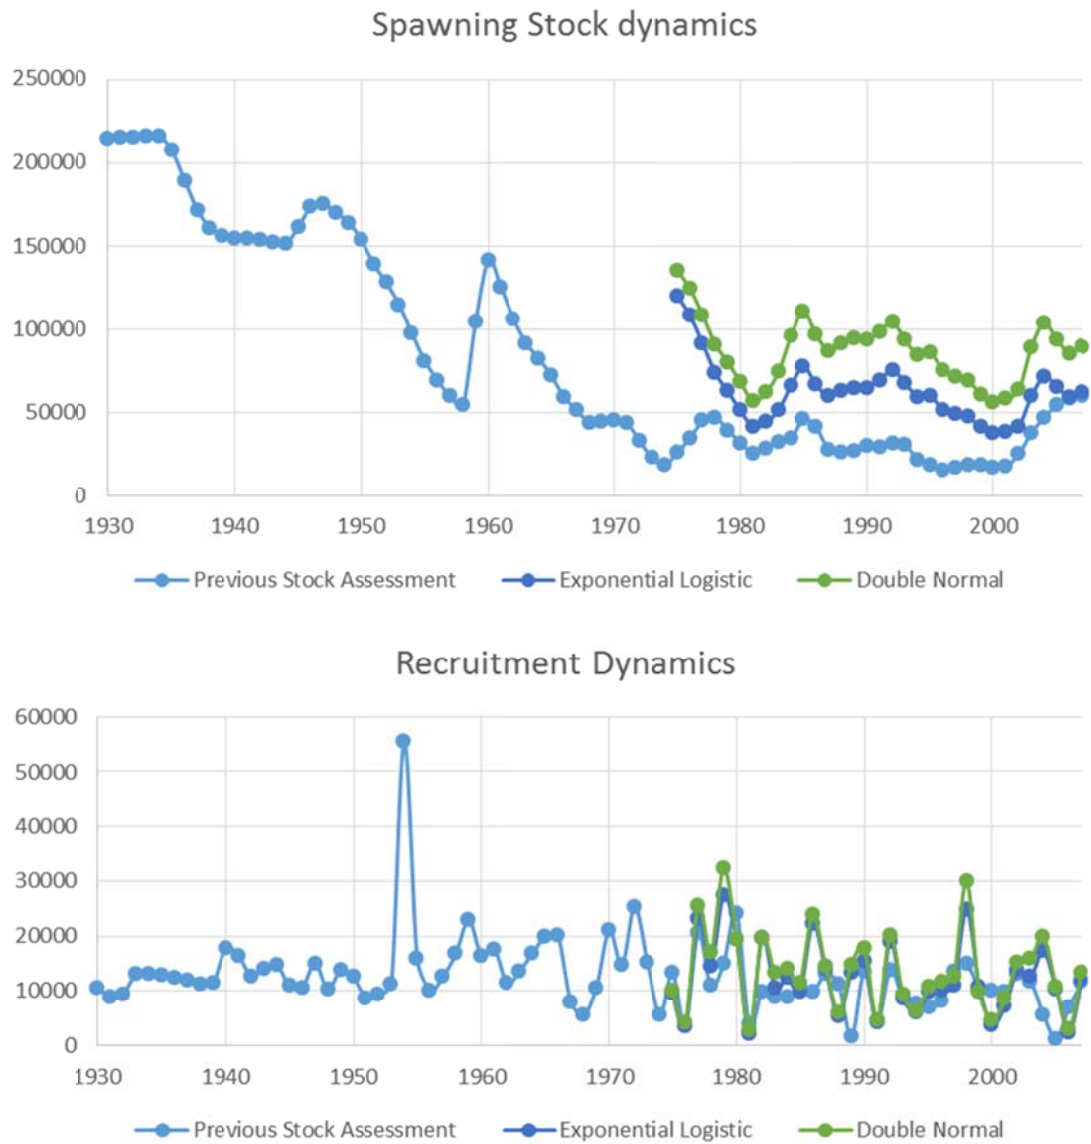 Spawning Stock dynamics
250000
200000
150000
100000
50000
0
1930 1940 1950 1960 1970 1980 1990 2000
Previous Stock Assessment Exponential Logistic Double Normal
Recruitment Dynamics
60000
50000
40000
30000
20000
10000
0
1930 1940 1950 1960 1970 1980 1990 2000
Previous Stock Assessment Exponential Logistic Double Normal